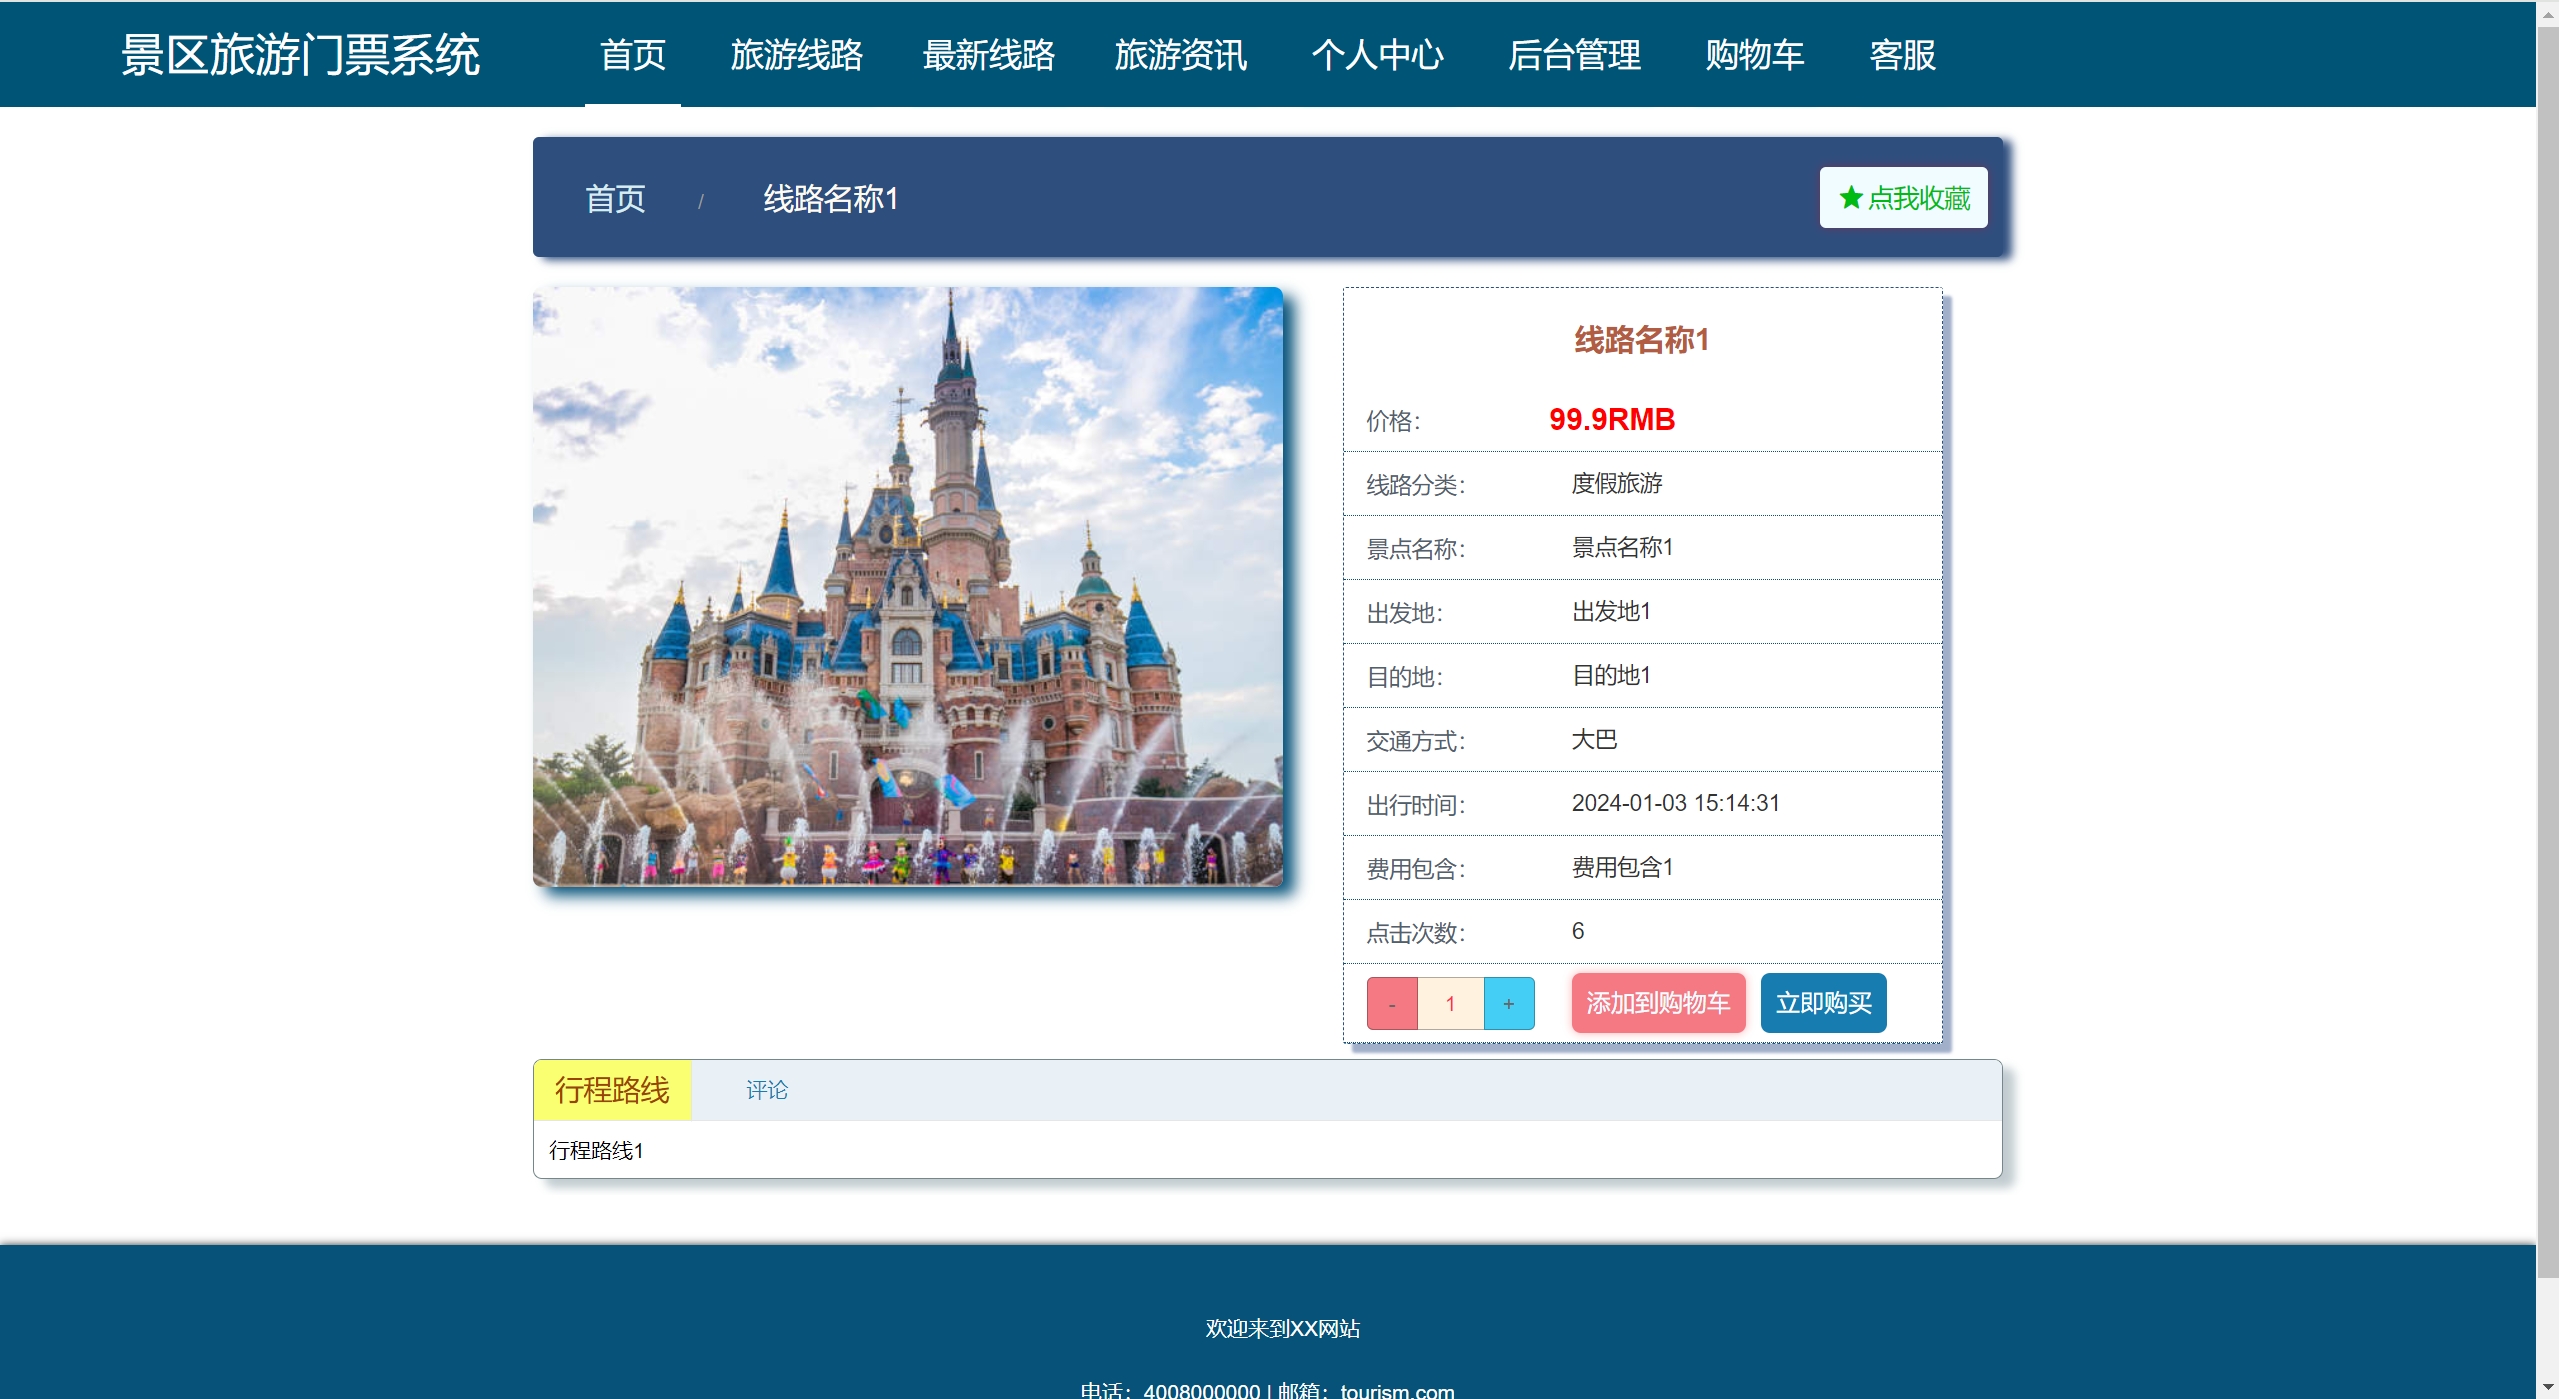 景区旅游门票系统 首页 旅游线路 最新线路 旅游资讯 个人中心 后台管理 购物车 客服
首页 / 线路名称1 点我收藏
线路名称1
价格： 99.9RMB
线路分类： 度假旅游
景点名称： 景点名称1
出发地： 出发地1
目的地： 目的地1
交通方式： 大巴
出行时间： 2024-01-03 15:14:31
费用包含： 费用包含1
点击次数： 6
- 1 + 添加到购物车 立即购买
行程路线 评论
行程路线1
欢迎来到XX网站
电话：4008000000 | 邮箱：tourism.com